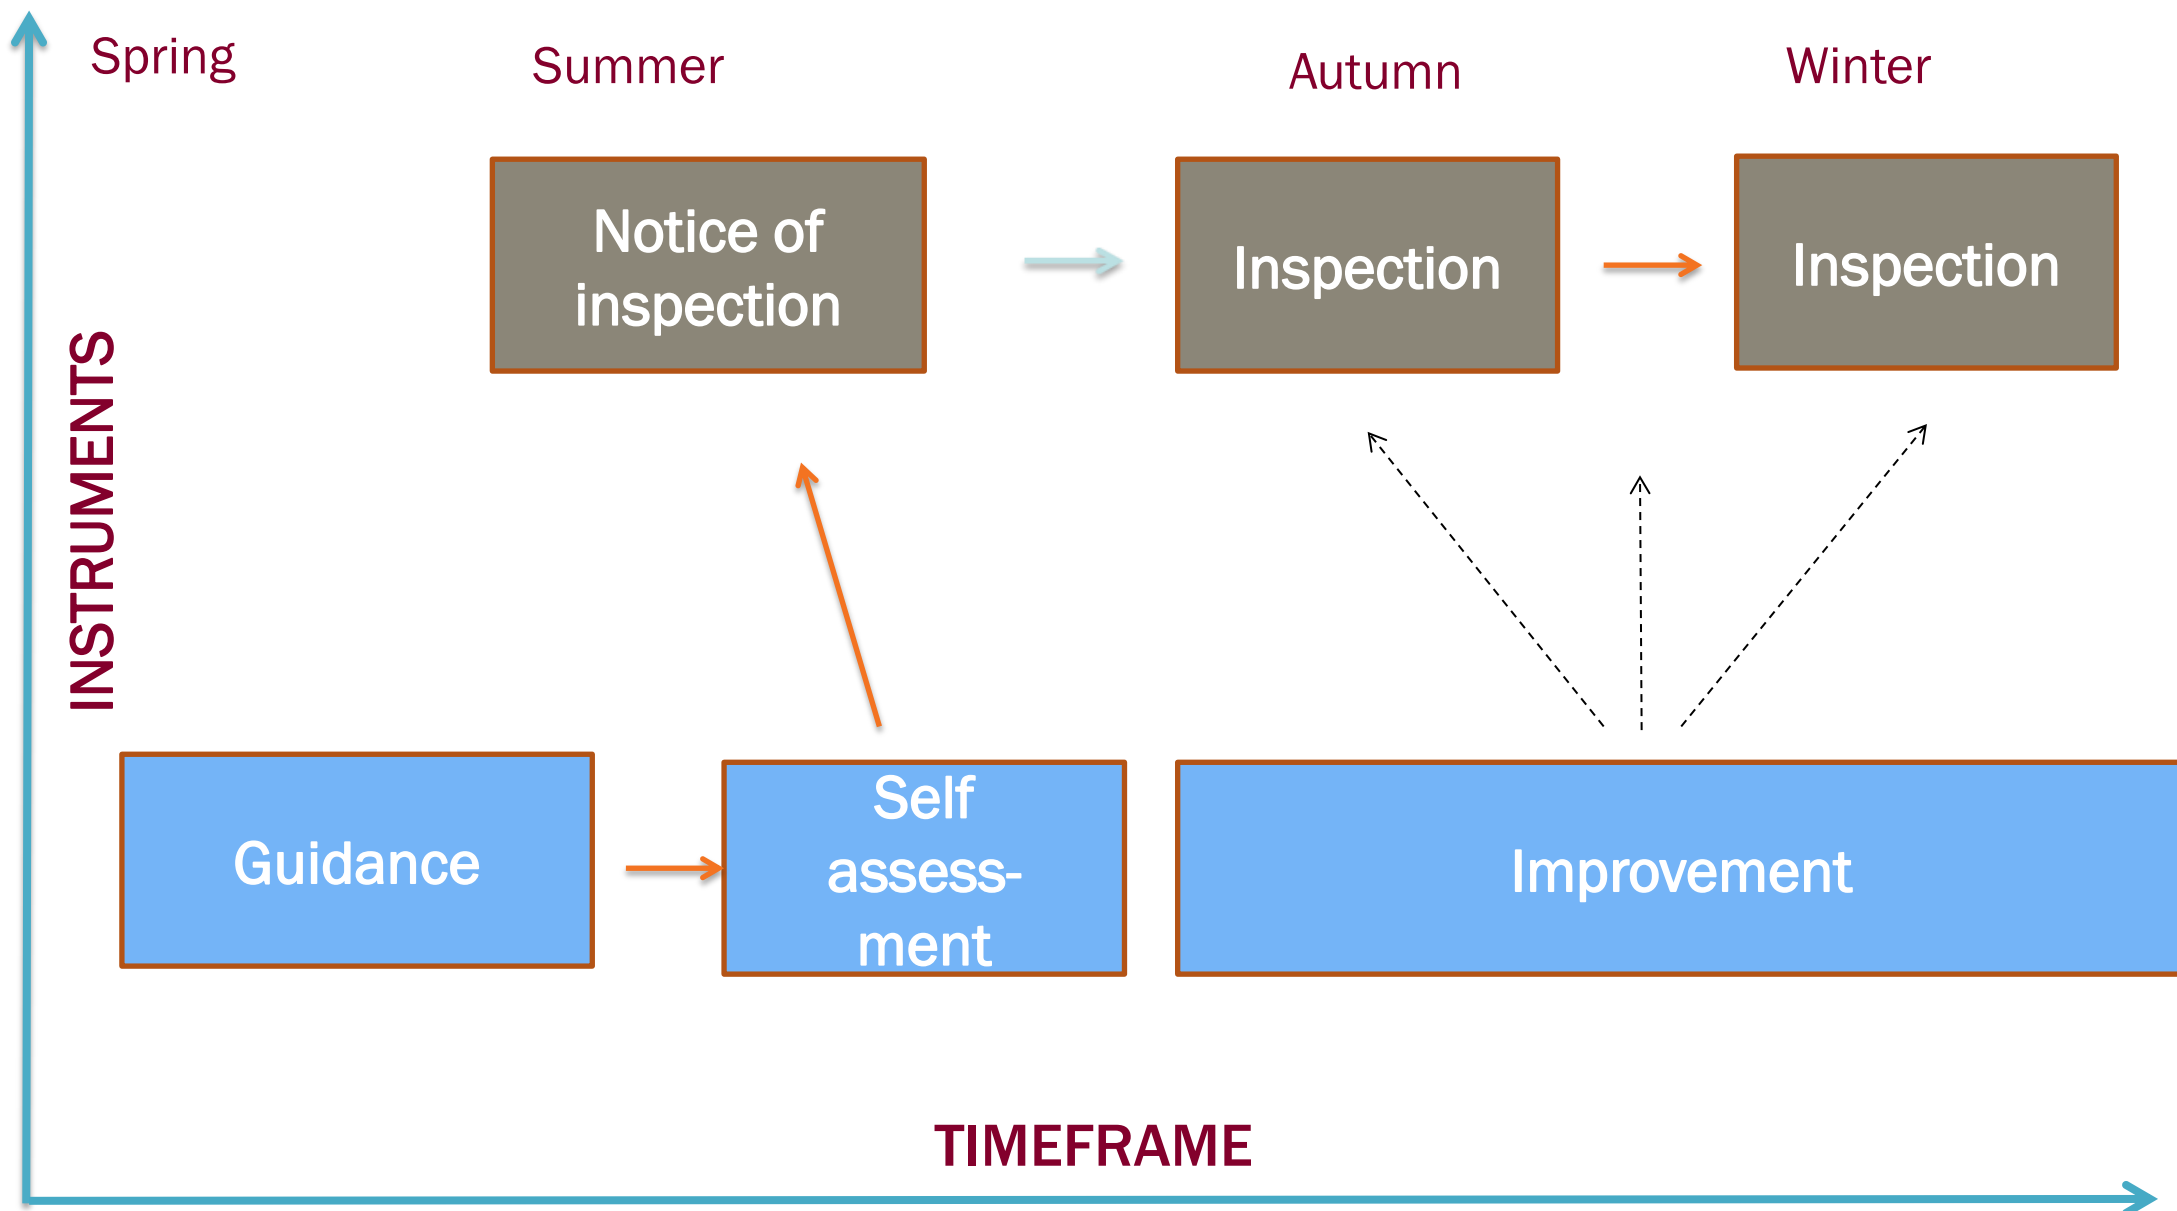 Spring
Summer
Autumn
Winter
Notice of
inspection
Inspection
Inspection
INSTRUMENTS
Guidance
Self
assess-
ment
Improvement
TIMEFRAME